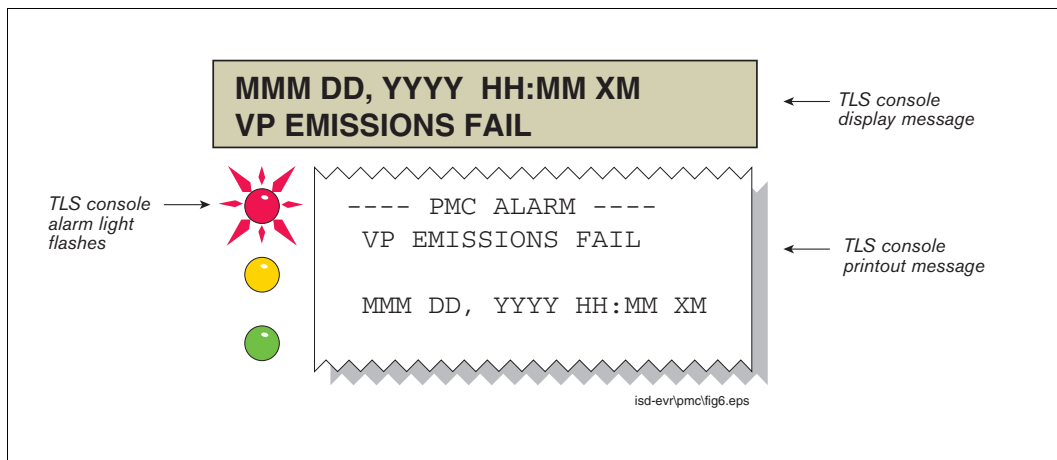 MMM DD, YYYY HH:MM XM
VP EMISSIONS FAIL
TLS console
display message
TLS console
alarm light
flashes
---- PMC ALARM ----
VP EMISSIONS FAIL
MMM DD, YYYY HH:MM XM
TLS console
printout message
isd-evr\pmc\fig6.eps